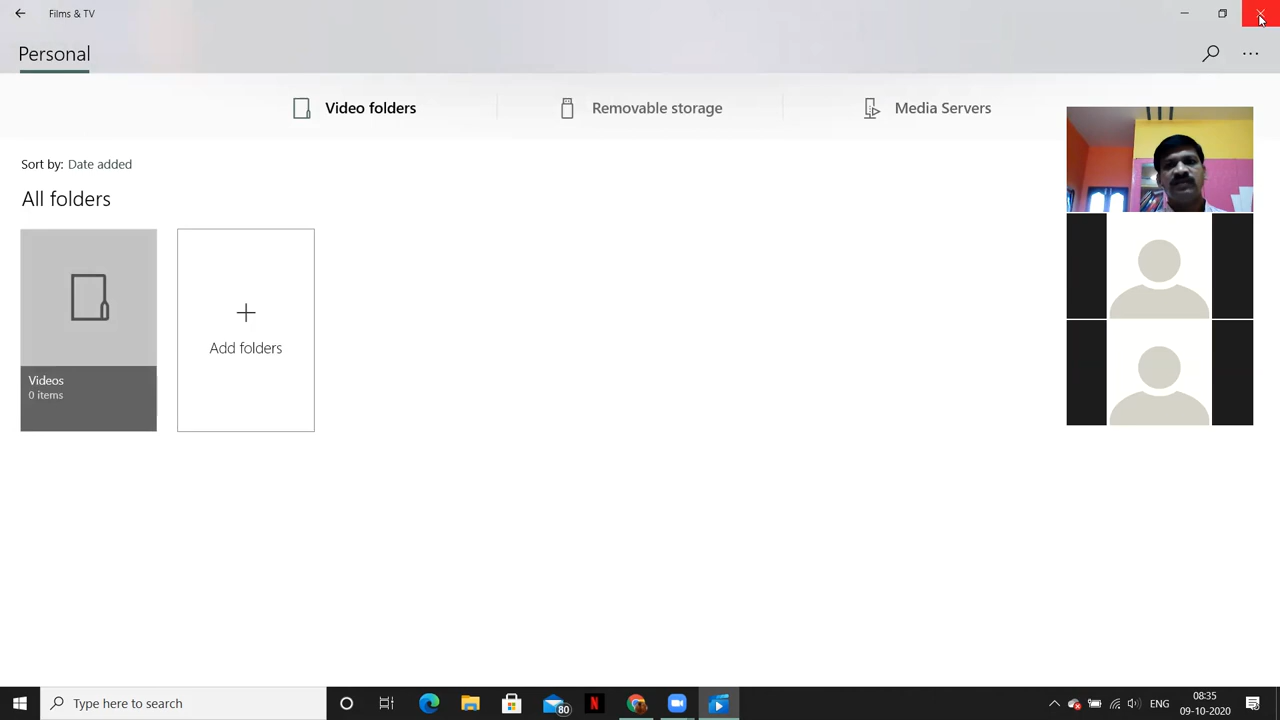 Films & TV
Personal
Video folders
Removable storage
Media Servers
Sort by: Date added
All folders
Videos
0 items
Add folders
Type here to search
80
N
ENG
08:35
09-10-2020